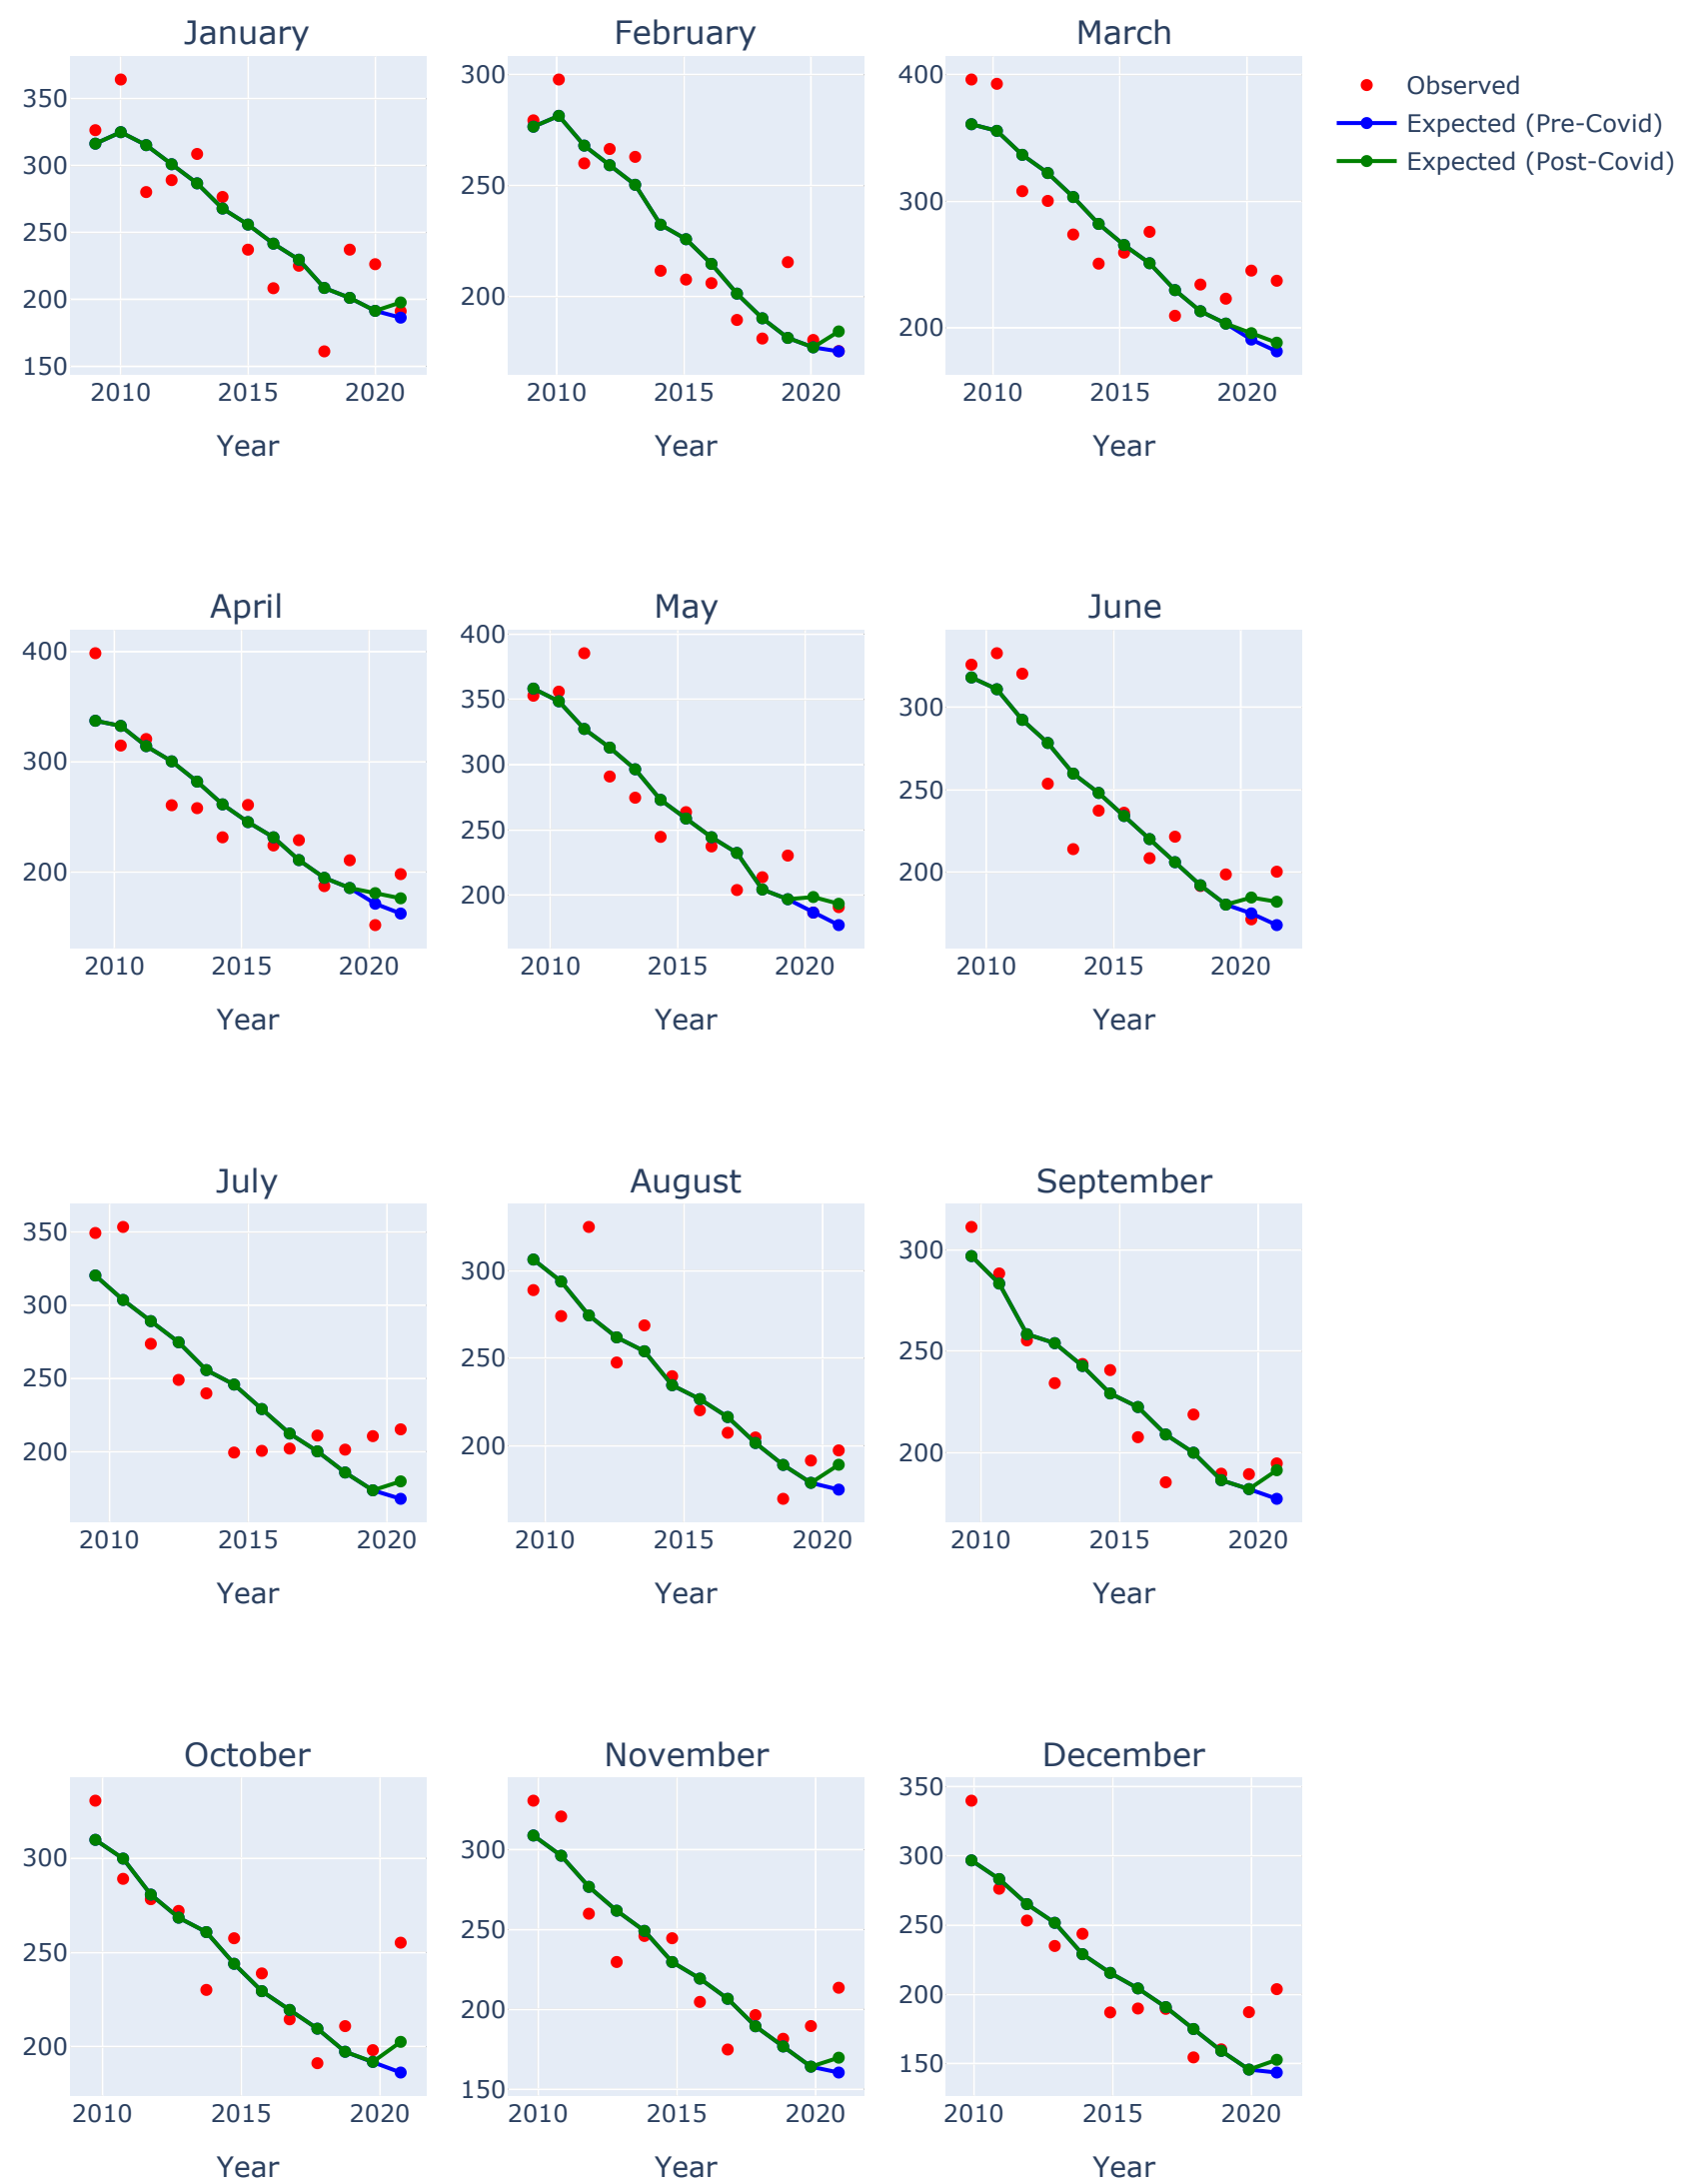 January February March
350
300
250
200
150
2010 2015 2020
Year
300
250
200
2010 2015 2020
Year
400
300
200
2010 2015 2020
Year
Observed
Expected (Pre-Covid)
Expected (Post-Covid)
April May June
400
300
200
2010 2015 2020
Year
400
350
300
250
200
2010 2015 2020
Year
300
250
200
2010 2015 2020
Year
July August September
350
300
250
200
2010 2015 2020
Year
300
250
200
2010 2015 2020
Year
300
250
200
2010 2015 2020
Year
October November December
300
250
200
2010 2015 2020
Year
300
250
200
150
2010 2015 2020
Year
350
300
250
200
150
2010 2015 2020
Year